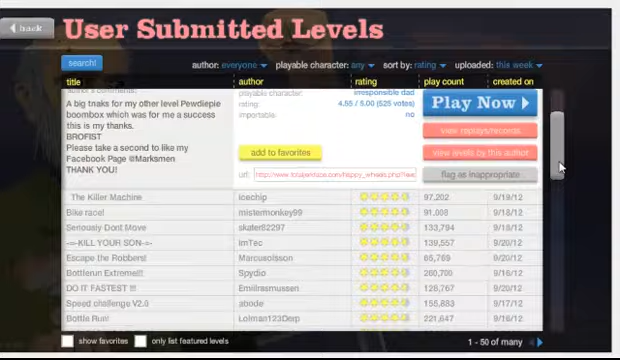 back
User Submitted Levels
search!
author: everyone playable character: any sort by: rating uploaded: this week
title author rating play count created on
author's comments:
A big tnaks for my other level Pewdiepie
boombox which was for me a success
this is my thanks.
BROFIST
Please take a second to like my
Facebook Page @Marksmen
THANK YOU!
playable character: irresponsible dad
rating: 4.55 / 5.00 (525 votes)
importable: no
add to favorites
url:
Play Now
view replays/records
view levels by this author
flag as inappropriate
The Killer Machine icechip 97,202 9/19/12
Bike race! mistermonkey99 91,008 9/18/12
Seriously Dont Move skater82297 133,794 9/16/12
-=-KILL YOUR SON-=- ImTec 139,557 9/20/12
Escape the Robbers! Marcusolsson 65,769 9/20/12
Bottlerun Extreme!! Spydio 9/16/12
DO IT FASTEST !!! Emilrasmussen 9/20/12
Speed challenge V2.0 abode 155,883 9/17/12
Bottle Run! Lolman123Derp 221,647 9/16/12
show favorites only list featured levels 1 - 50 of many